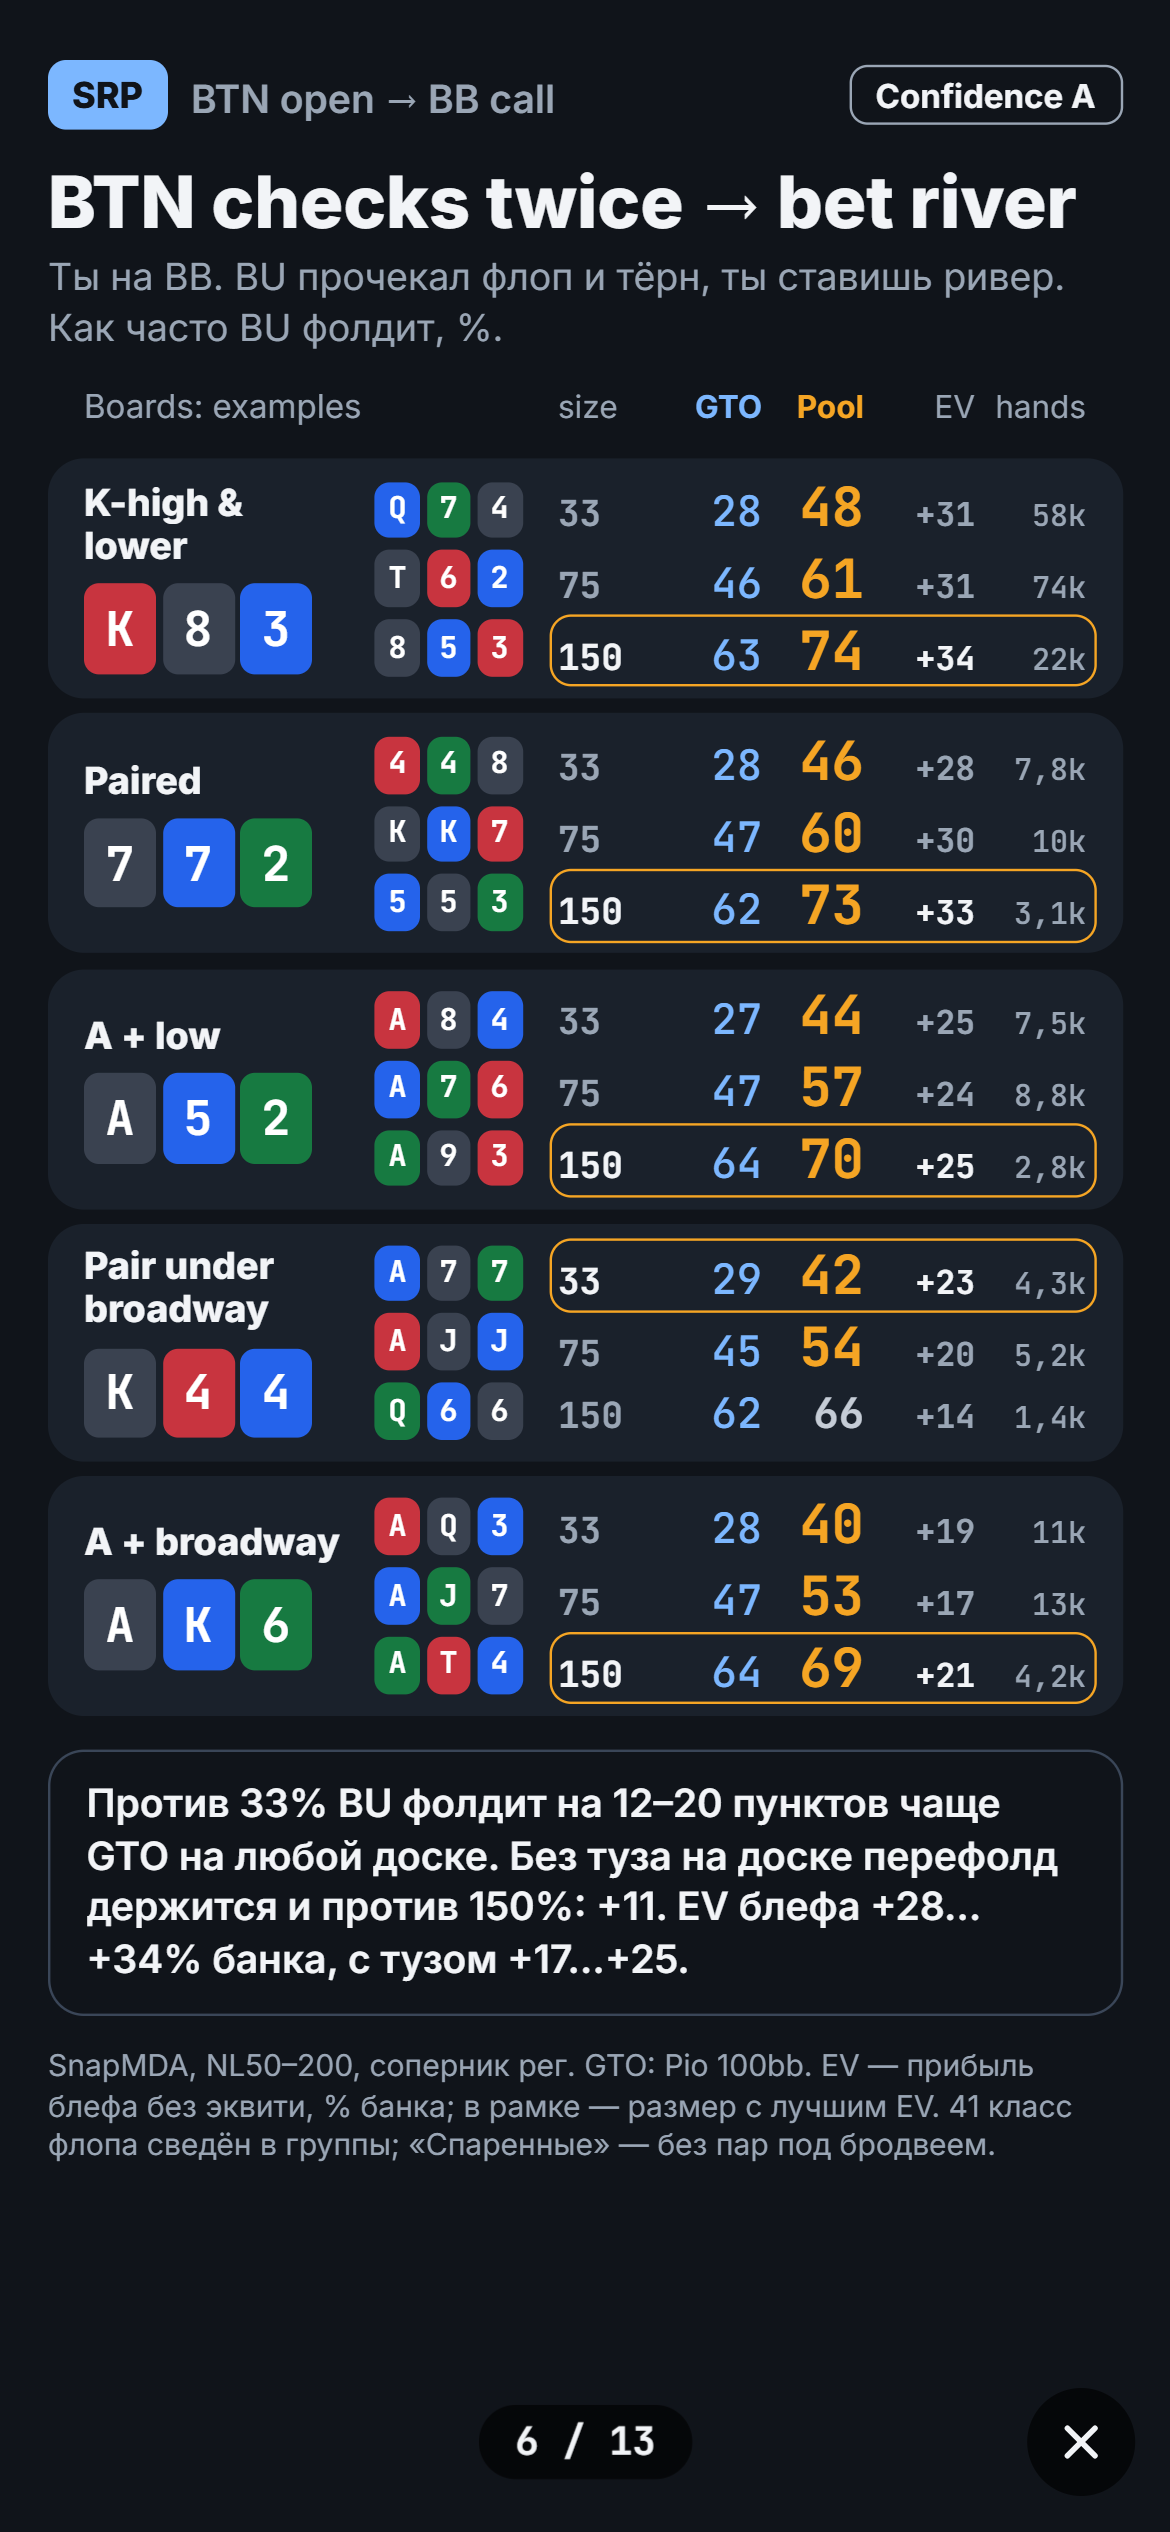 SRP BTN open → BB call Confidence A
BTN checks twice → bet river
Ты на BB. BU прочекал флоп и тёрн, ты ставишь ривер.
Как часто BU фолдит, %.
Boards: examples size GTO Pool EV hands
K-high &
lower
K 8 3
Q 7 4 33 28 48 +31 58k
T 6 2 75 46 61 +31 74k
8 5 3 150 63 74 +34 22k
Paired
7 7 2
4 4 8 33 28 46 +28 7,8k
K K 7 75 47 60 +30 10k
5 5 3 150 62 73 +33 3,1k
A + low
A 5 2
A 8 4 33 27 44 +25 7,5k
A 7 6 75 47 57 +24 8,8k
A 9 3 150 64 70 +25 2,8k
Pair under
broadway
K 4 4
A 7 7 33 29 42 +23 4,3k
A J J 75 45 54 +20 5,2k
Q 6 6 150 62 66 +14 1,4k
A + broadway
A K 6
A Q 3 33 28 40 +19 11k
A J 7 75 47 53 +17 13k
A T 4 150 64 69 +21 4,2k
Против 33% BU фолдит на 12–20 пунктов чаще
GTO на любой доске. Без туза на доске перефолд
держится и против 150%: +11. EV блефа +28…
+34% банка, с тузом +17…+25.
SnapMDA, NL50–200, соперник рег. GTO: Pio 100bb. EV — прибыль
блефа без эквити, % банка; в рамке — размер с лучшим EV. 41 класс
флопа сведён в группы; «Спаренные» — без пар под бродвеем.
6 / 13